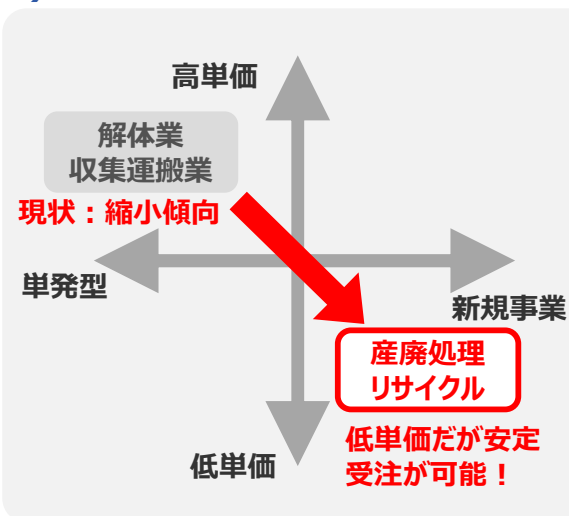 高単価
解体業
収集運搬業
現状：縮小傾向
単発型
新規事業
産廃処理
リサイクル
低単価だが安定
受注が可能！
低単価